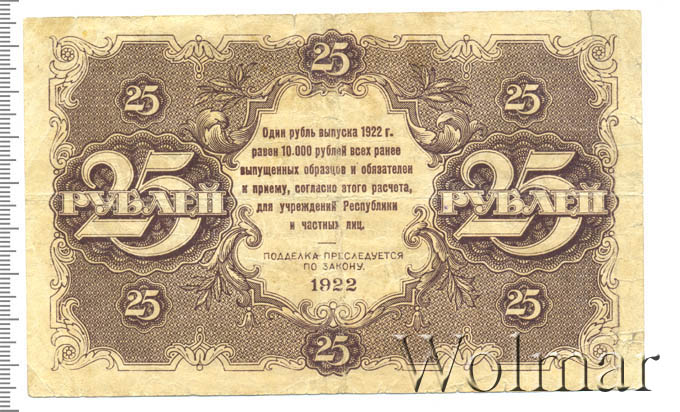 25
25
25
25
РУБЛЕЙ
25
РУБЛЕЙ
Один рубль выпуска 1922 г.
равен 10.000 рублей всех ранее
выпущенных образцов и обязателен
к приему, согласно этого расчета,
для учреждений Республики
и частных лиц.
ПОДДЕЛКА ПРЕСЛЕДУЕТСЯ
ПО ЗАКОНУ.
1922
25
25
25
Wolmar